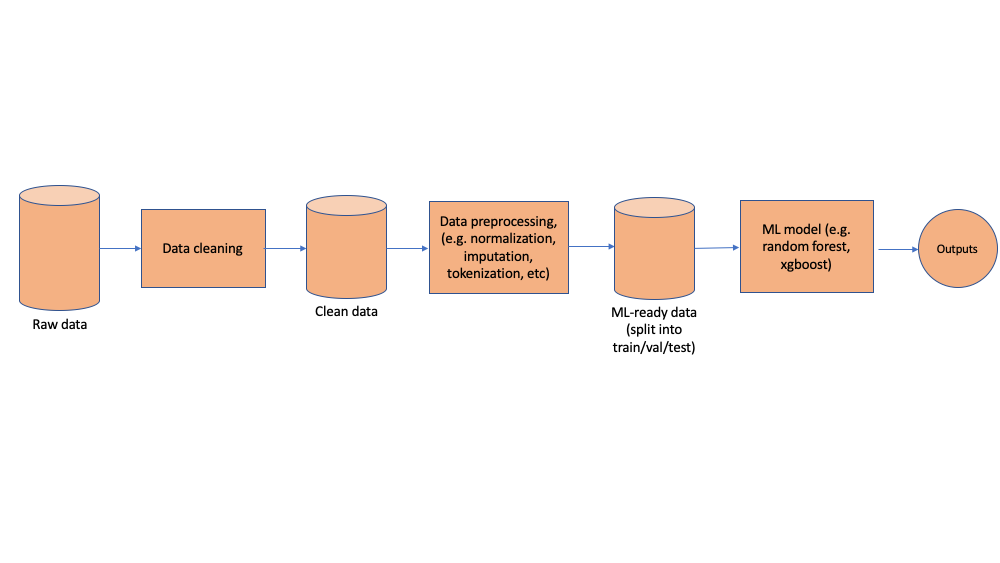 Raw data
Data cleaning
Clean data
Data preprocessing,
(e.g. normalization,
imputation,
tokenization, etc)
ML-ready data
(split into
train/val/test)
ML model (e.g.
random forest,
xgboost)
Outputs